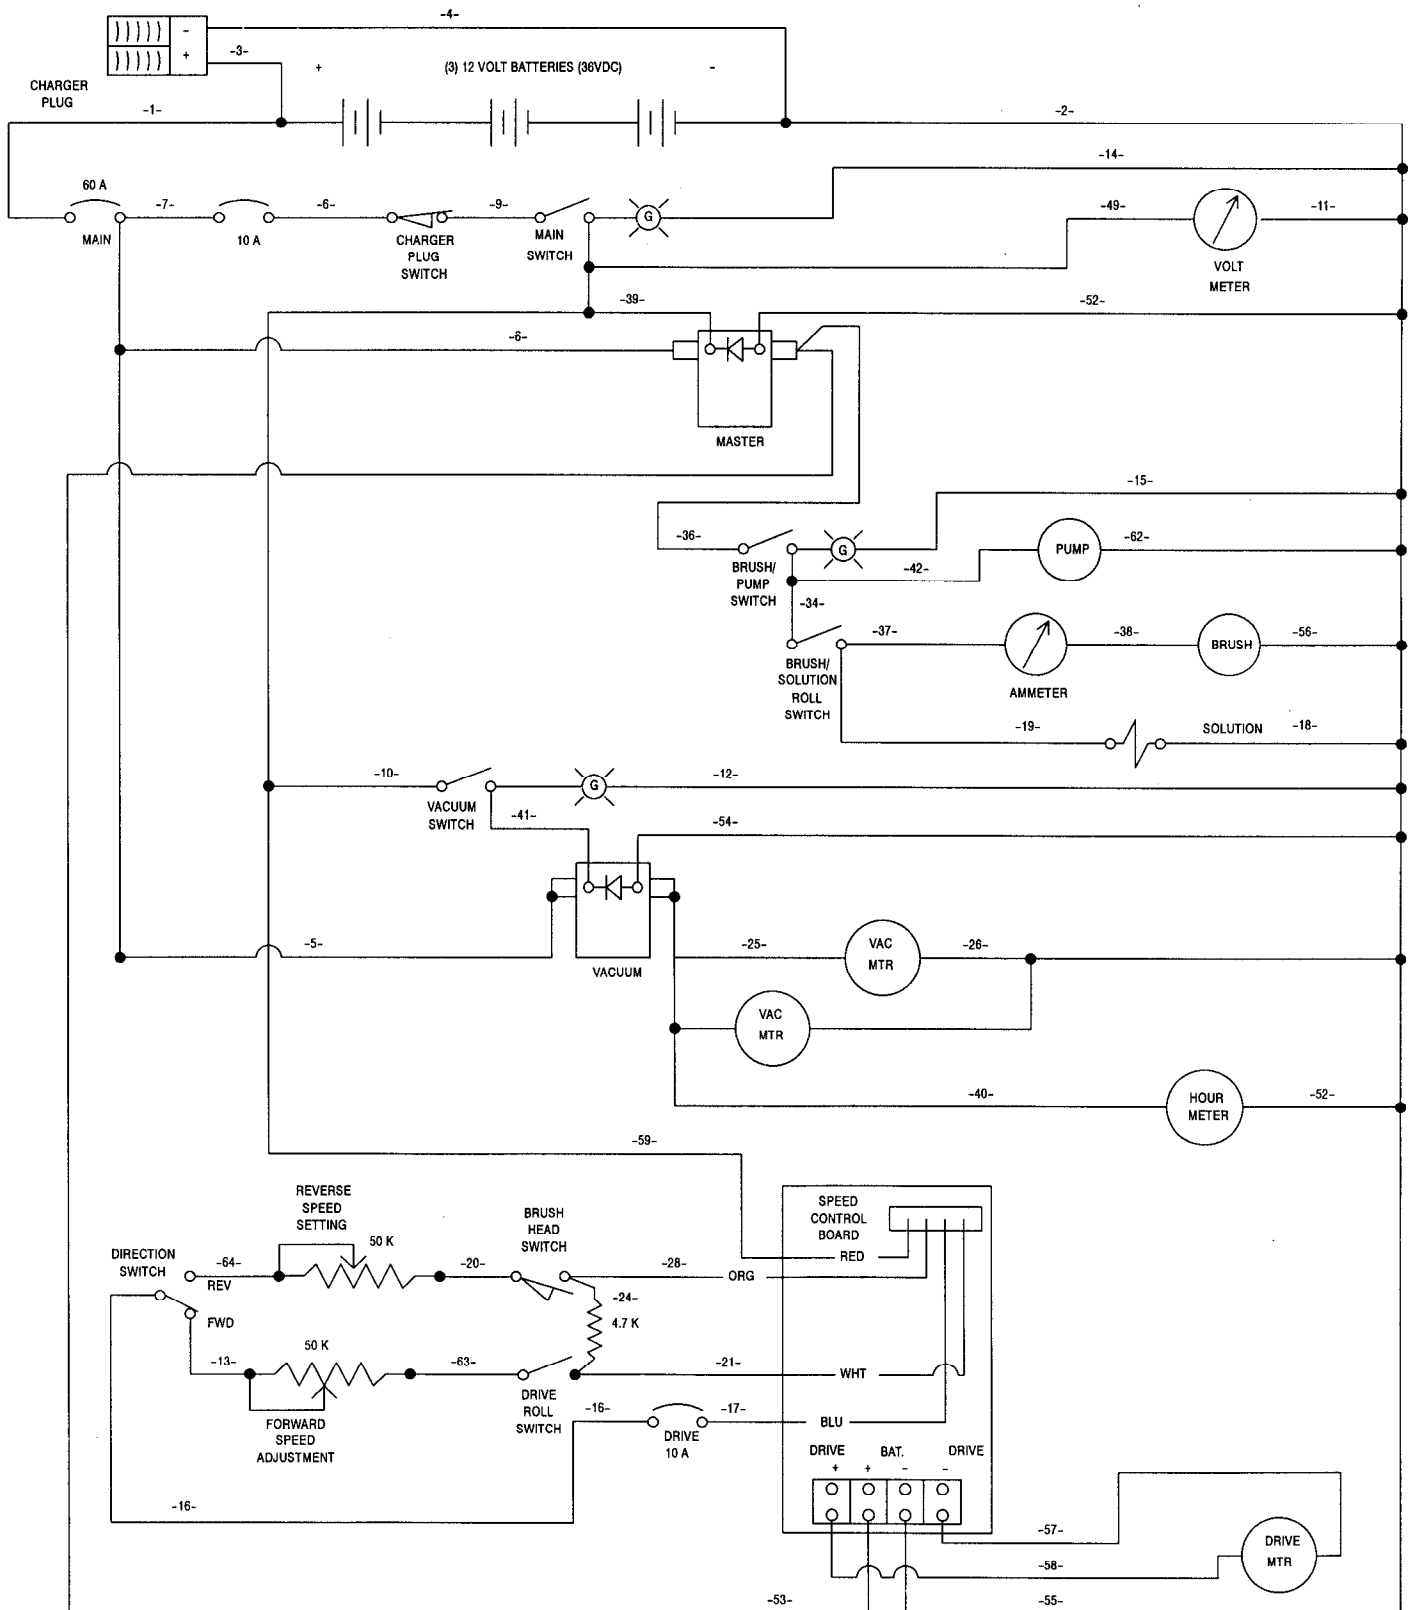 -4-
-
+
-3-
+
(3) 12 VOLT BATTERIES (36VDC)
-
CHARGER
PLUG
-1-
-2-
-14-
60 A
-7-
-6-
-9-
G
-49-
-11-
MAIN
10 A
CHARGER
PLUG
SWITCH
MAIN
SWITCH
VOLT
METER
-39-
-52-
-6-
MASTER
-15-
-36-
G
PUMP
-62-
BRUSH/
PUMP
SWITCH
-42-
-34-
-37-
-38-
BRUSH
-56-
BRUSH/
SOLUTION
ROLL
SWITCH
AMMETER
-19-
SOLUTION
-18-
-10-
G
-12-
VACUUM
SWITCH
-41-
-54-
-5-
VACUUM
-25-
VAC
MTR
-26-
VAC
MTR
-40-
HOUR
METER
-52-
-59-
REVERSE
SPEED
SETTING
50 K
BRUSH
HEAD
SWITCH
SPEED
CONTROL
BOARD
RED
DIRECTION
SWITCH
-64-
REV
-20-
-28-
ORG
-24-
4.7 K
FWD
50 K
-13-
-63-
-21-
WHT
DRIVE
ROLL
SWITCH
-16-
-17-
BLU
DRIVE
10 A
FORWARD
SPEED
ADJUSTMENT
DRIVE
BAT.
DRIVE
+
+
-
-
-16-
-57-
DRIVE
MTR
-58-
-53-
-55-